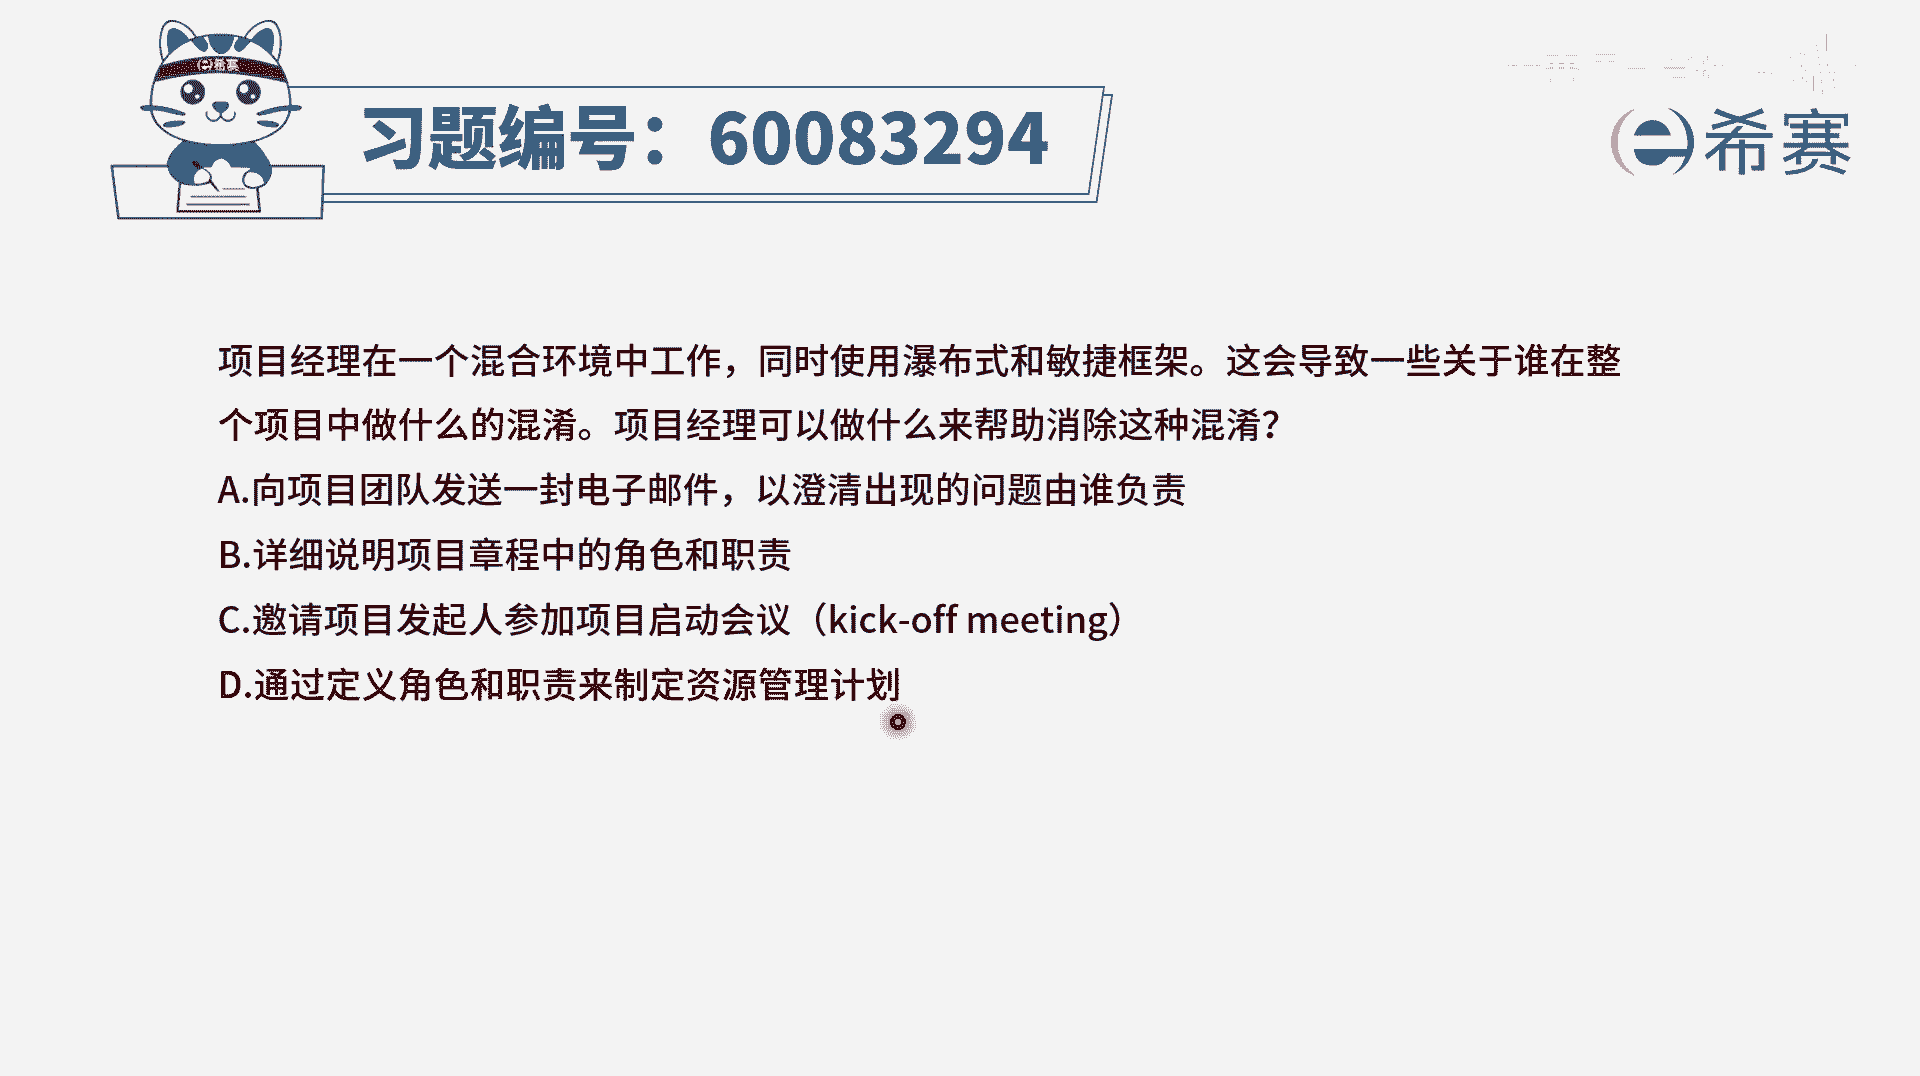 希赛
习题编号：60083294
希赛
项目经理在一个混合环境中工作，同时使用瀑布式和敏捷框架。这会导致一些关于谁在整
个项目中做什么的混淆。项目经理可以做什么来帮助消除这种混淆？
A.向项目团队发送一封电子邮件，以澄清出现的问题由谁负责
B.详细说明项目章程中的角色和职责
C.邀请项目发起人参加项目启动会议（kick-off meeting）
D.通过定义角色和职责来制定资源管理计划